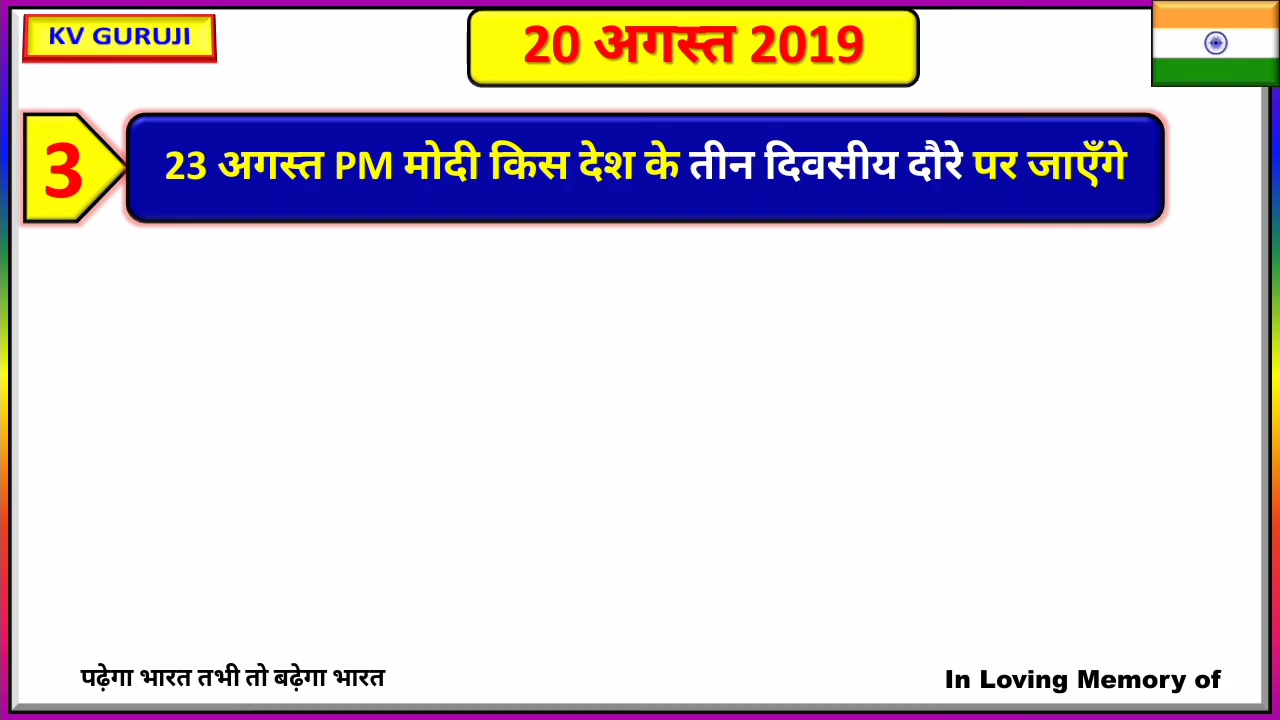 KV GURUJI
20 अगस्त 2019
3
23 अगस्त PM मोदी किस देश के तीन दिवसीय दौरे पर जाएँगे
पढ़ेगा भारत तभी तो बढ़ेगा भारत
In Loving Memory of